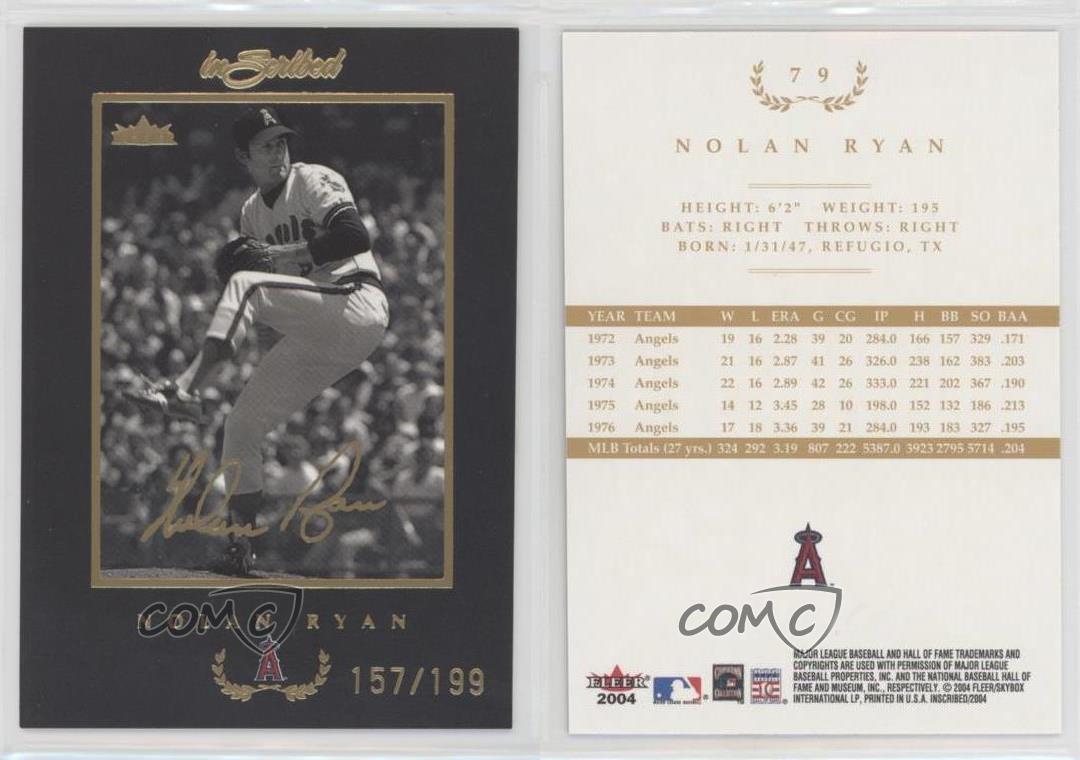 inScribed
FLEER
A
Angels
Nolan Ryan
NOLAN RYAN
COMC
A
157/199
79
NOLAN RYAN
HEIGHT: 6'2" WEIGHT: 195
BATS: RIGHT THROWS: RIGHT
BORN: 1/31/47, REFUGIO, TX
YEAR TEAM W L ERA G CG IP H BB SO BAA
1972 Angels 19 16 2.28 39 20 284.0 166 157 329 .171
1973 Angels 21 16 2.87 41 26 326.0 238 162 383 .203
1974 Angels 22 16 2.89 42 26 333.0 221 202 367 .190
1975 Angels 14 12 3.45 28 10 198.0 152 132 186 .213
1976 Angels 17 18 3.36 39 21 284.0 193 183 327 .195
MLB Totals (27 yrs.) 324 292 3.19 807 222 5387.0 3923 2795 5714 .204
A
COMC
MAJOR LEAGUE BASEBALL AND HALL OF FAME TRADEMARKS AND
COPYRIGHTS ARE USED WITH PERMISSION OF MAJOR LEAGUE
BASEBALL PROPERTIES, INC. AND THE NATIONAL BASEBALL HALL OF
FAME AND MUSEUM, INC., RESPECTIVELY. © 2004 FLEER/SKYBOX
INTERNATIONAL LP, PRINTED IN U.S.A. INSCRIBED/2004
FLEER
2004